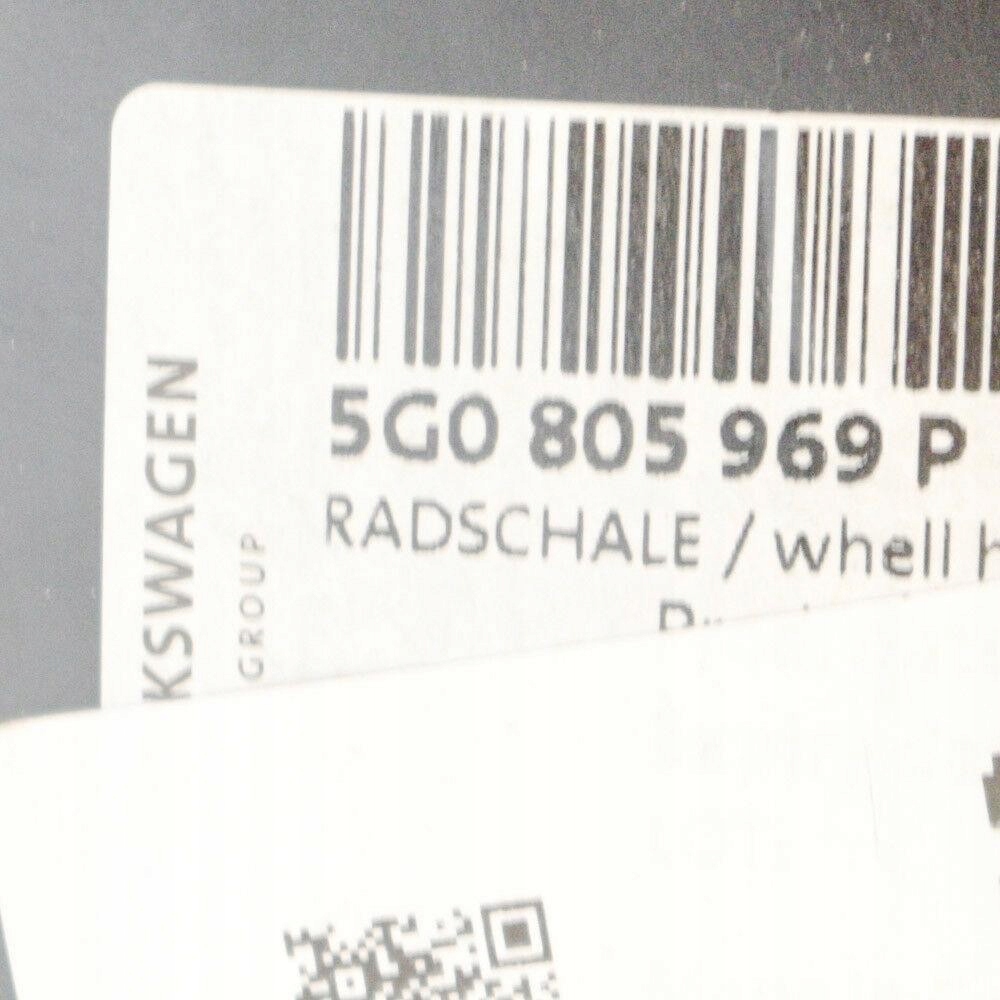 5G0 805 969 P
RADSCHALE / whell h
KSWAGEN
GROUP